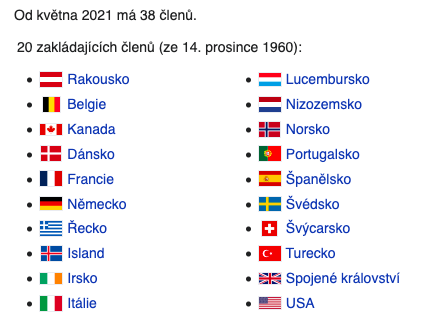 Od května 2021 má 38 členů.
20 zakládajících členů (ze 14. prosince 1960):
Rakousko
Belgie
Kanada
Dánsko
Francie
Německo
Řecko
Island
Irsko
Itálie
Lucembursko
Nizozemsko
Norsko
Portugalsko
Španělsko
Švédsko
Švýcarsko
Turecko
Spojené království
USA